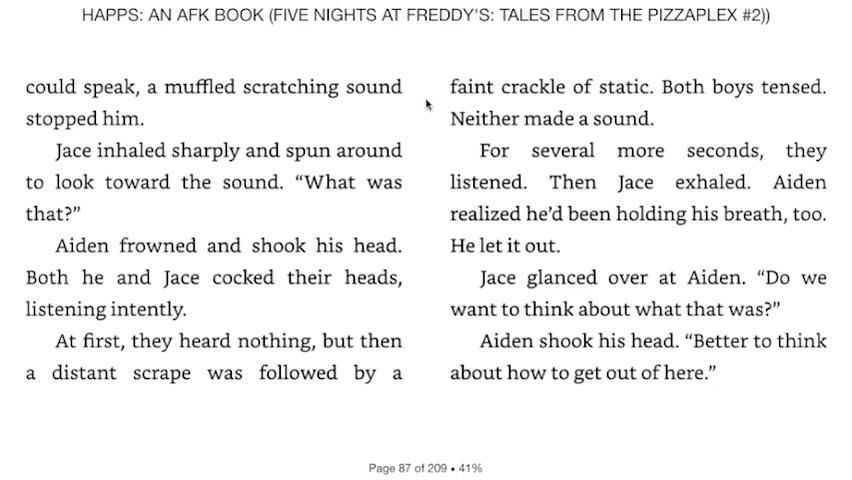 HAPPS: AN AFK BOOK (FIVE NIGHTS AT FREDDY'S: TALES FROM THE PIZZAPLEX #2))
could speak, a muffled scratching sound
stopped him.
Jace inhaled sharply and spun around
to look toward the sound. “What was
that?”
Aiden frowned and shook his head.
Both he and Jace cocked their heads,
listening intently.
At first, they heard nothing, but then
a distant scrape was followed by a
faint crackle of static. Both boys tensed.
Neither made a sound.
For several more seconds, they
listened. Then Jace exhaled. Aiden
realized he’d been holding his breath, too.
He let it out.
Jace glanced over at Aiden. “Do we
want to think about what that was?”
Aiden shook his head. “Better to think
about how to get out of here.”
Page 87 of 209 • 41%